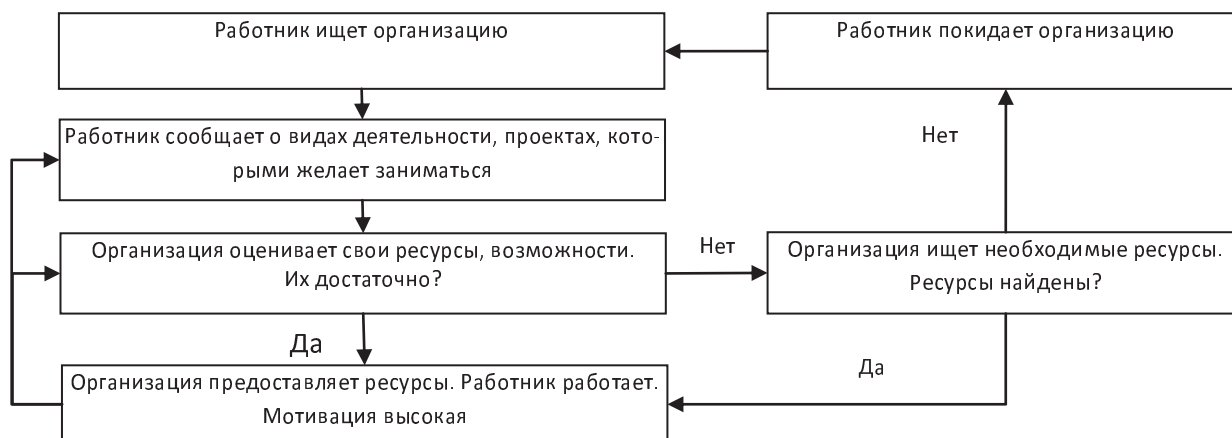 Работник ищет организацию
Работник покидает организацию
Работник сообщает о видах деятельности, проектах, кото-
рыми желает заниматься
Нет
Организация оценивает свои ресурсы, возможности.
Их достаточно?
Нет
Организация ищет необходимые ресурсы.
Ресурсы найдены?
Да
Да
Организация предоставляет ресурсы. Работник работает.
Мотивация высокая